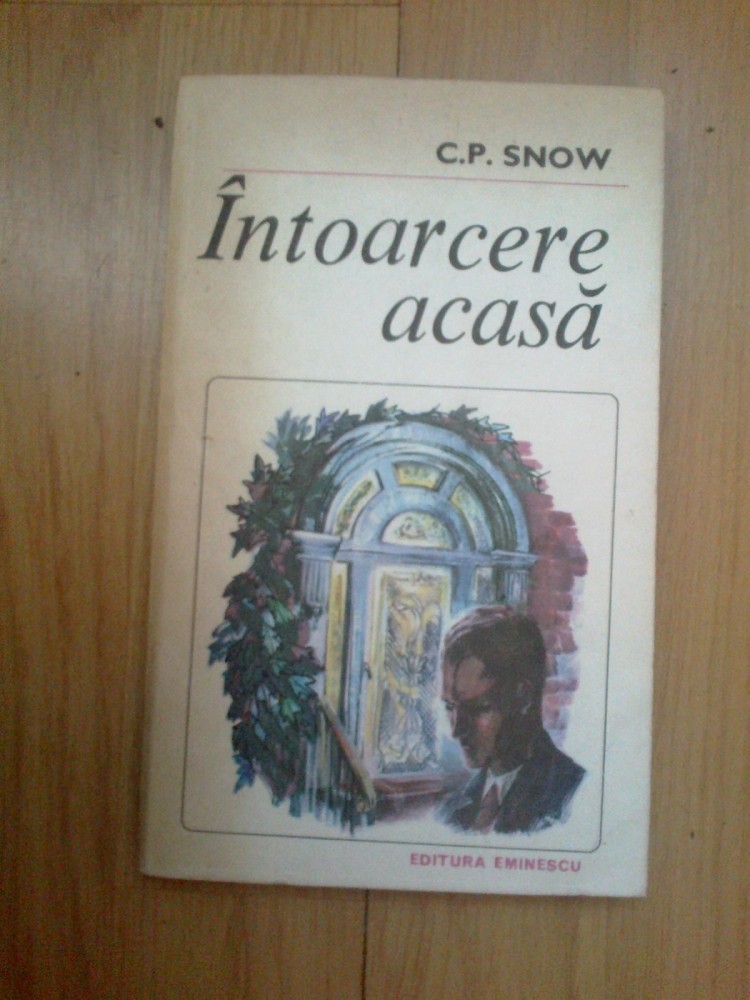 C.P. SNOW
Întoarcere
acasă
EDITURA EMINESCU